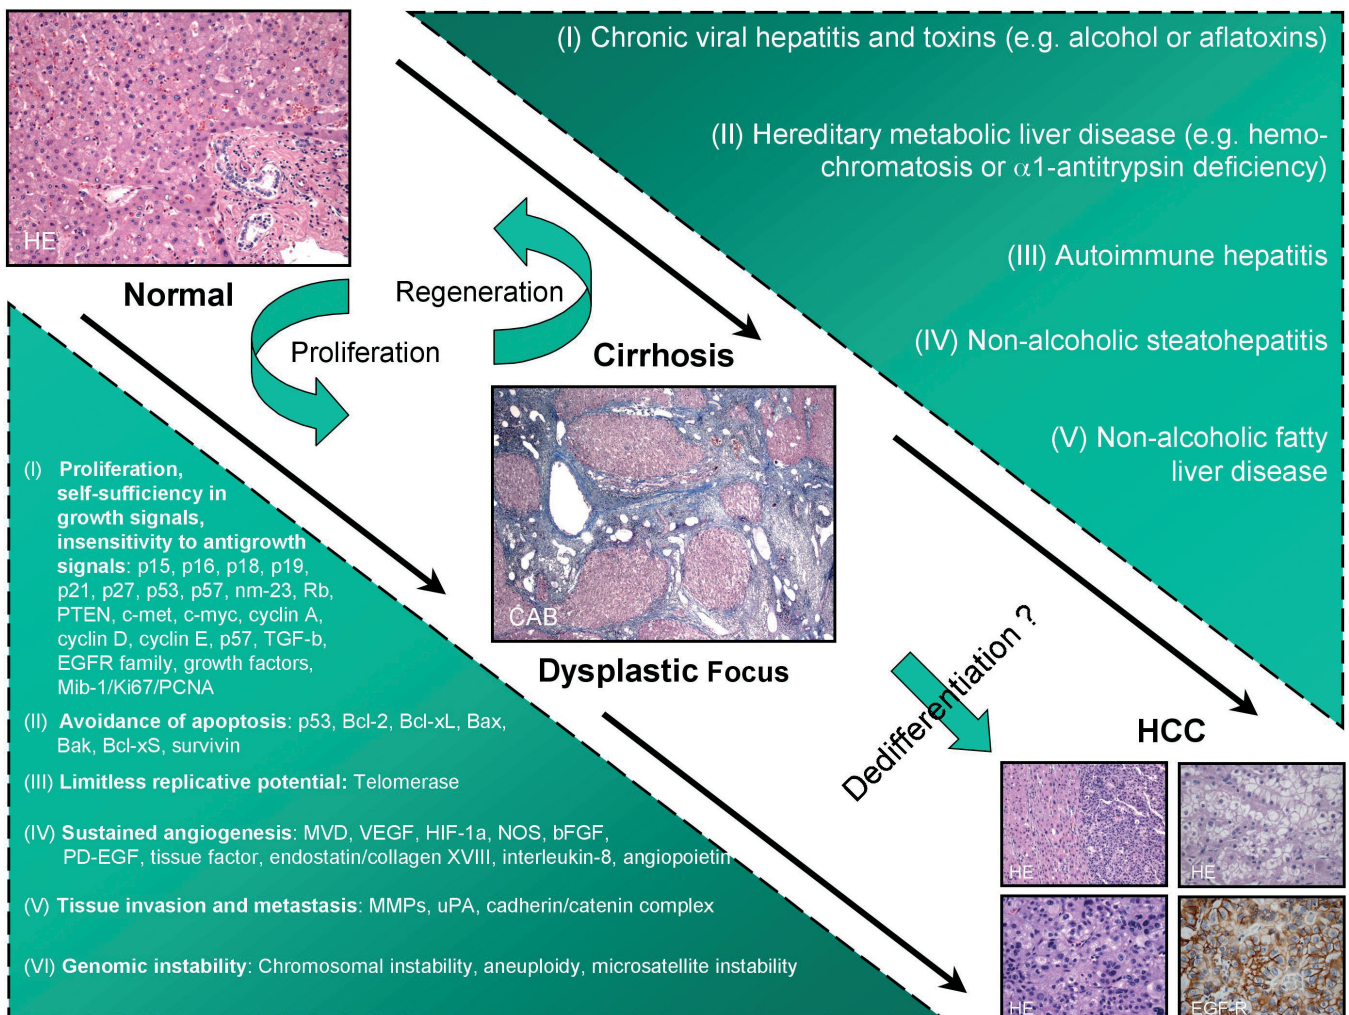 (I) Chronic viral hepatitis and toxins (e.g. alcohol or aflatoxins)
(II) Hereditary metabolic liver disease (e.g. hemo-
chromatosis or α1-antitrypsin deficiency)
(III) Autoimmune hepatitis
(IV) Non-alcoholic steatohepatitis
(V) Non-alcoholic fatty
liver disease
HE
Normal
Regeneration
Proliferation
Cirrhosis
CAB
Dysplastic Focus
Dedifferentiation ?
HCC
HE
HE
HE
EGF-R
(I) Proliferation,
self-sufficiency in
growth signals,
insensitivity to antigrowth
signals: p15, p16, p18, p19,
p21, p27, p53, p57, nm-23, Rb,
PTEN, c-met, c-myc, cyclin A,
cyclin D, cyclin E, p57, TGF-b,
EGFR family, growth factors,
Mib-1/Ki67/PCNA
(II) Avoidance of apoptosis: p53, Bcl-2, Bcl-xL, Bax,
Bak, Bcl-xS, survivin
(III) Limitless replicative potential: Telomerase
(IV) Sustained angiogenesis: MVD, VEGF, HIF-1a, NOS, bFGF,
PD-EGF, tissue factor, endostatin/collagen XVIII, interleukin-8, angiopoietin
(V) Tissue invasion and metastasis: MMPs, uPA, cadherin/catenin complex
(VI) Genomic instability: Chromosomal instability, aneuploidy, microsatellite instability